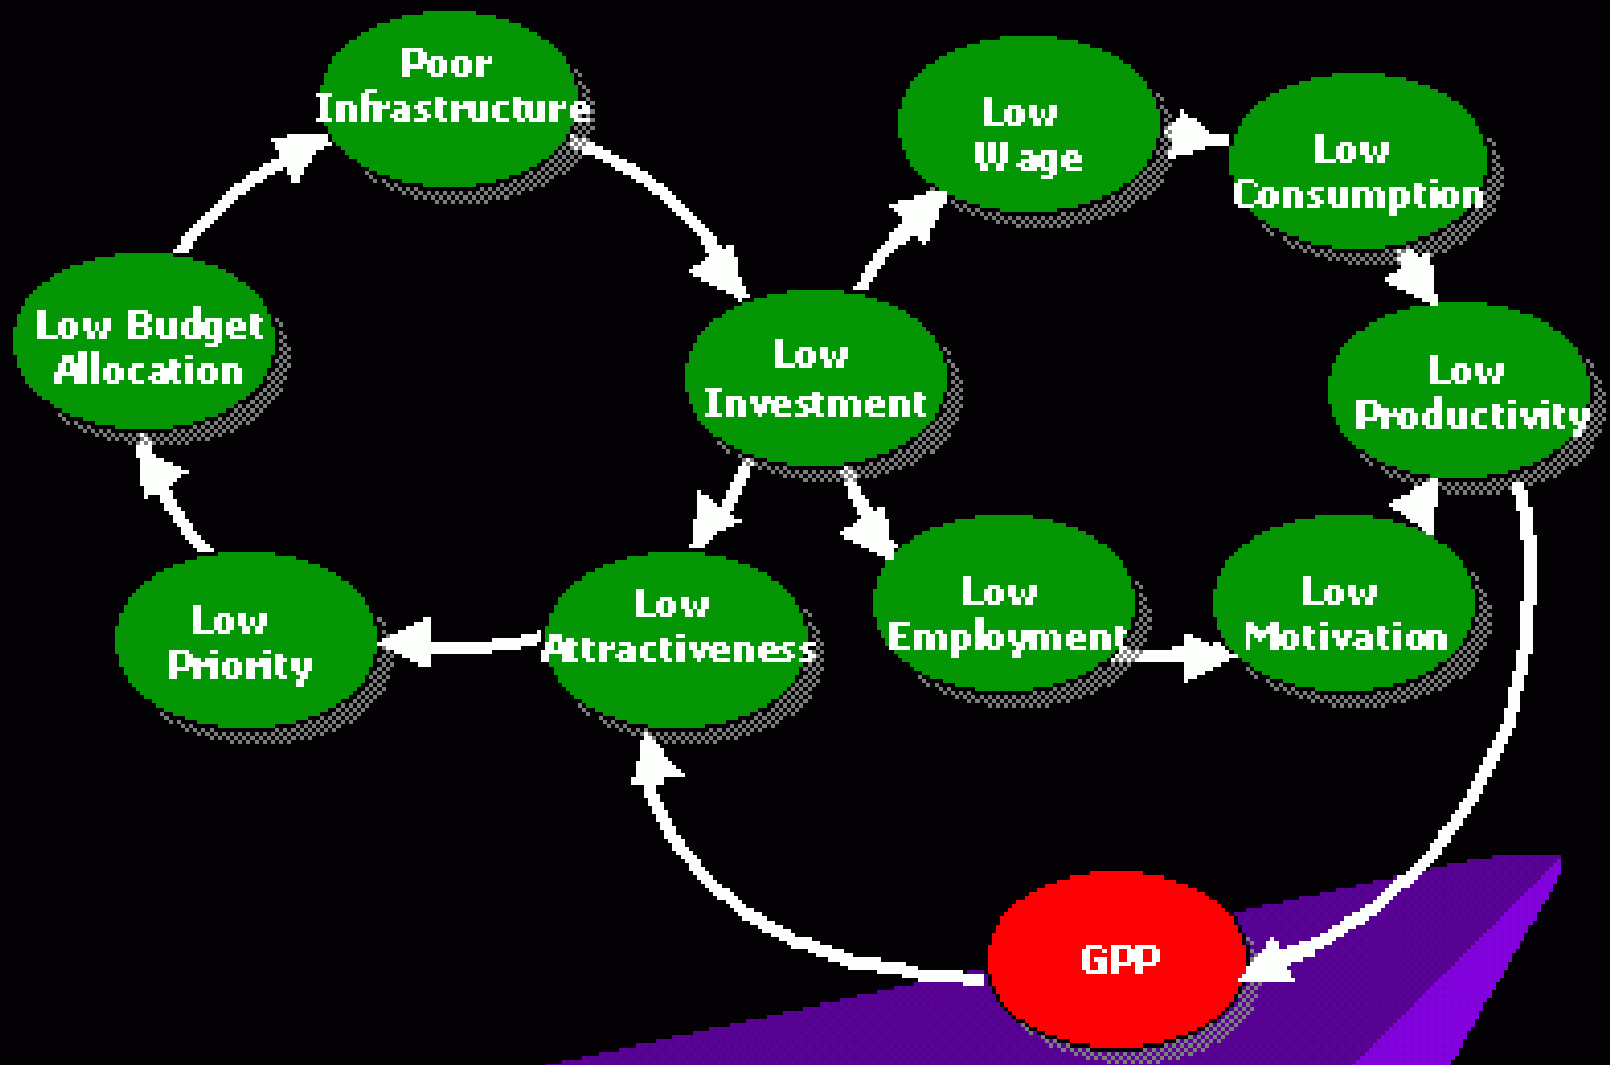 Poor
Infrastructure
Low
Wage
Low
Consumption
Low Budget
Allocation
Low
Investment
Low
Productivity
Low
Priority
Low
Attractiveness
Low
Employment
Low
Motivation
GPP